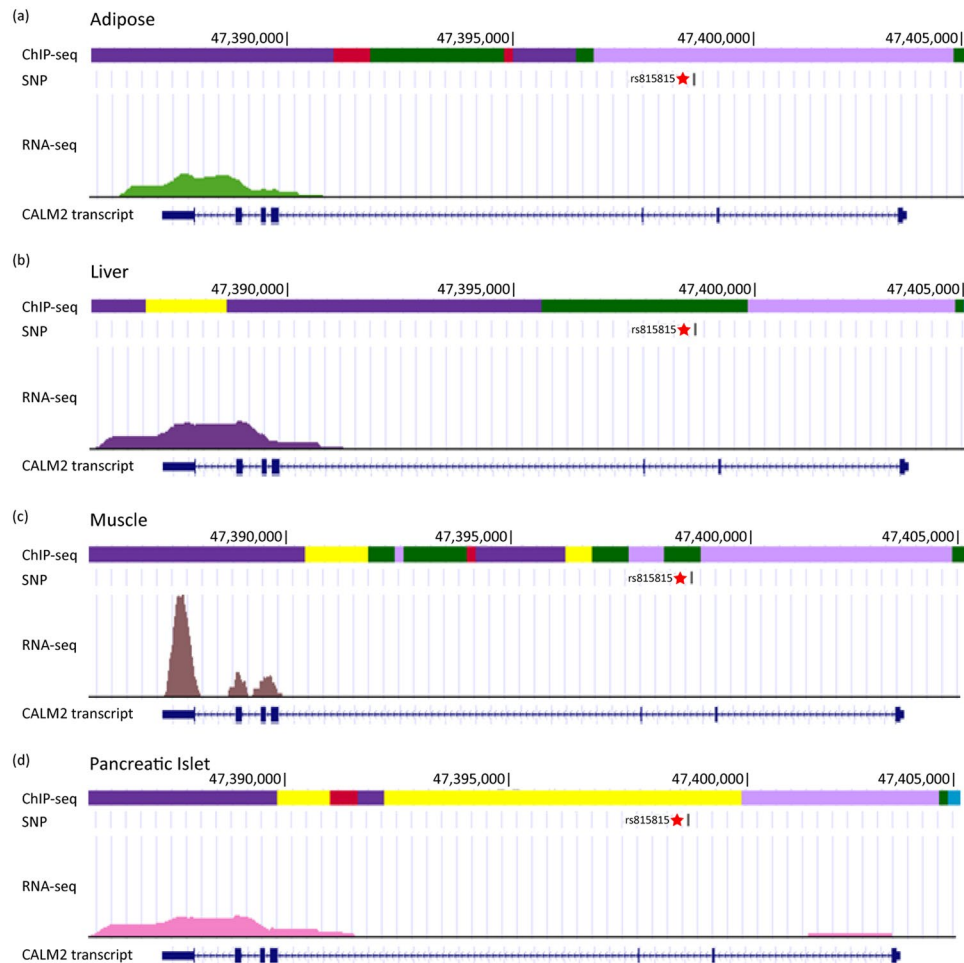 (a)
Adipose
47,390,000 47,395,000 47,400,000 47,405,000
ChIP-seq
SNP rs815815
RNA-seq
CALM2 transcript
(b)
Liver
47,390,000 47,395,000 47,400,000 47,405,000
ChIP-seq
SNP rs815815
RNA-seq
CALM2 transcript
(c)
Muscle
47,390,000 47,395,000 47,400,000 47,405,000
ChIP-seq
SNP rs815815
RNA-seq
CALM2 transcript
(d)
Pancreatic Islet
47,390,000 47,395,000 47,400,000 47,405,000
ChIP-seq
SNP rs815815
RNA-seq
CALM2 transcript